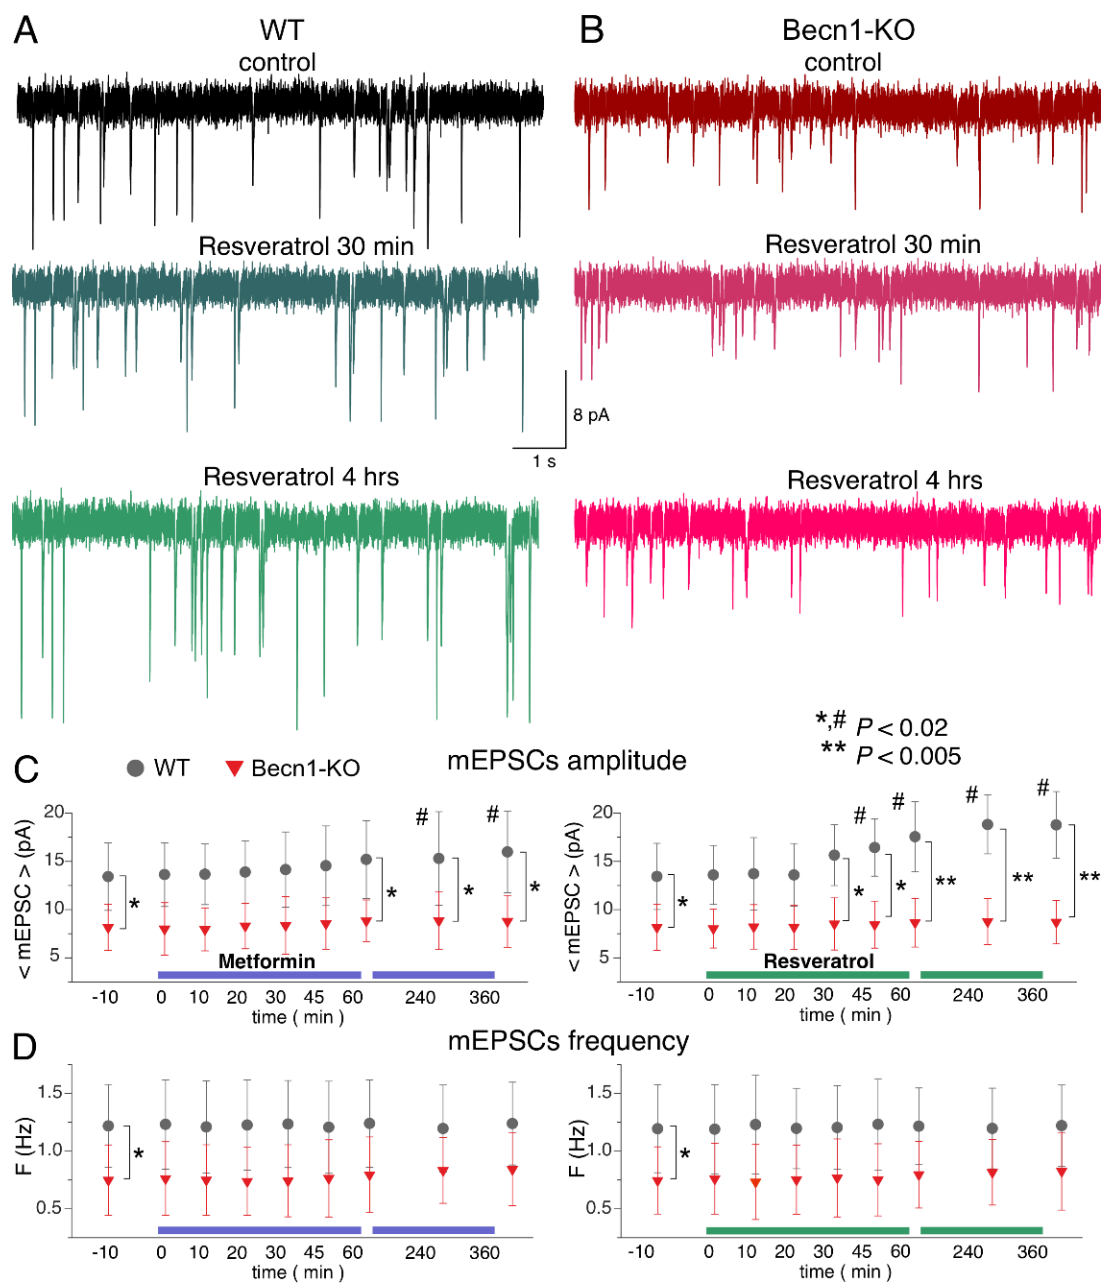 A
WT
control
B
Becn1-KO
control
Resveratrol 30 min
Resveratrol 30 min
8 pA
1 s
Resveratrol 4 hrs
Resveratrol 4 hrs
*,# P < 0.02
** P < 0.005
C
WT
Becn1-KO
mEPSCs amplitude
< mEPSC > (pA)
20
15
10
5
# #
* * * *
Metformin
-10 0 10 20 30 45 60 240 360
time ( min )
< mEPSC > (pA)
20
15
10
5
# # # #
* * * ** ** **
Resveratrol
-10 0 10 20 30 45 60 240 360
time ( min )
D
mEPSCs frequency
F (Hz)
1.5
1.0
0.5
*
-10 0 10 20 30 45 60 240 360
time ( min )
F (Hz)
1.5
1.0
0.5
*
-10 0 10 20 30 45 60 240 360
time ( min )